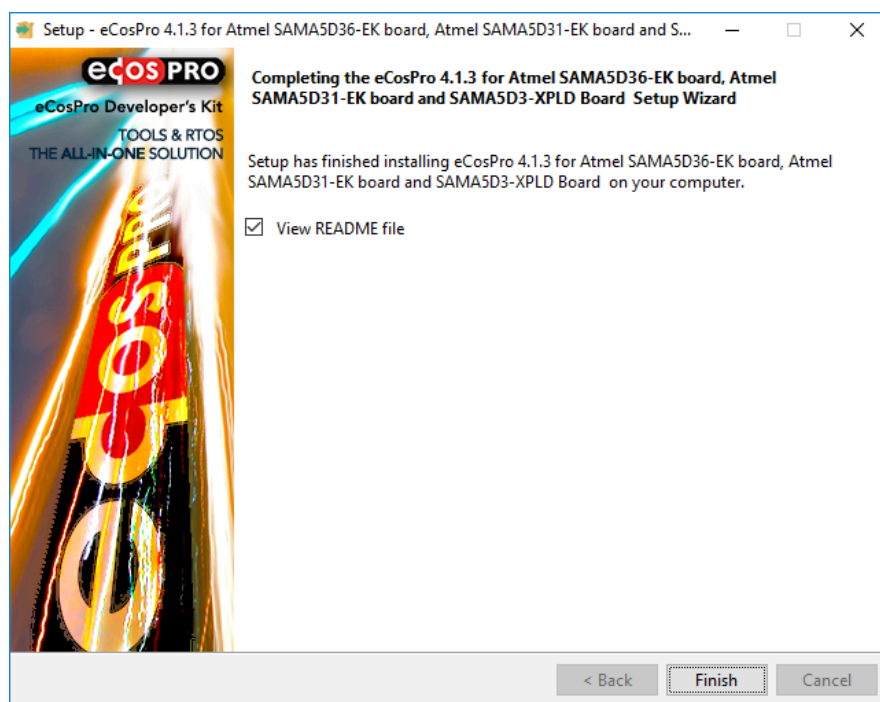 Setup - eCosPro 4.1.3 for Atmel SAMA5D36-EK board, Atmel SAMA5D31-EK board and S...
ecos PRO
eCosPro Developer's Kit
TOOLS & RTOS
THE ALL-IN-ONE SOLUTION
ecos PRO
Completing the eCosPro 4.1.3 for Atmel SAMA5D36-EK board, Atmel
SAMA5D31-EK board and SAMA5D3-XPLD Board  Setup Wizard
Setup has finished installing eCosPro 4.1.3 for Atmel SAMA5D36-EK board, Atmel
SAMA5D31-EK board and SAMA5D3-XPLD Board  on your computer.
View README file
< Back
Finish
Cancel